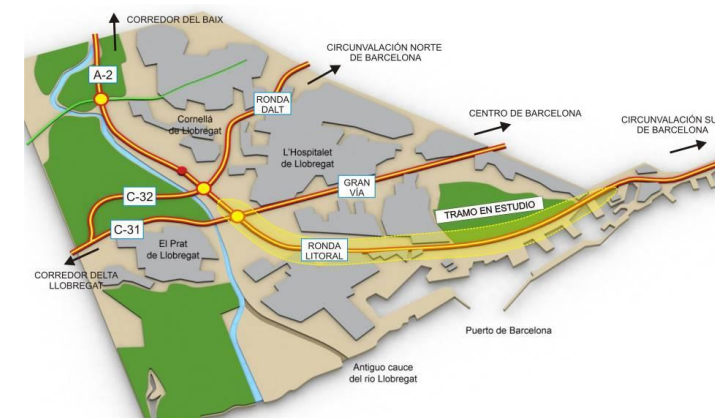 CORREDOR DEL BAIX
A-2
CIRCUNVALACIÓN NORTE
DE BARCELONA
RONDA
DALT
CENTRO DE BARCELONA
CIRCUNVALACIÓN SU
DE BARCELONA
Cornellá
de Llobregat
L'Hospitalet
de Llobregat
GRAN
VÍA
C-32
TRAMO EN ESTUDIO
C-31
El Prat
de Llobregat
RONDA
LITORAL
CORREDOR DELTA
LLOBREGAT
Puerto de Barcelona
Antiguo cauce
del rio Llobregat